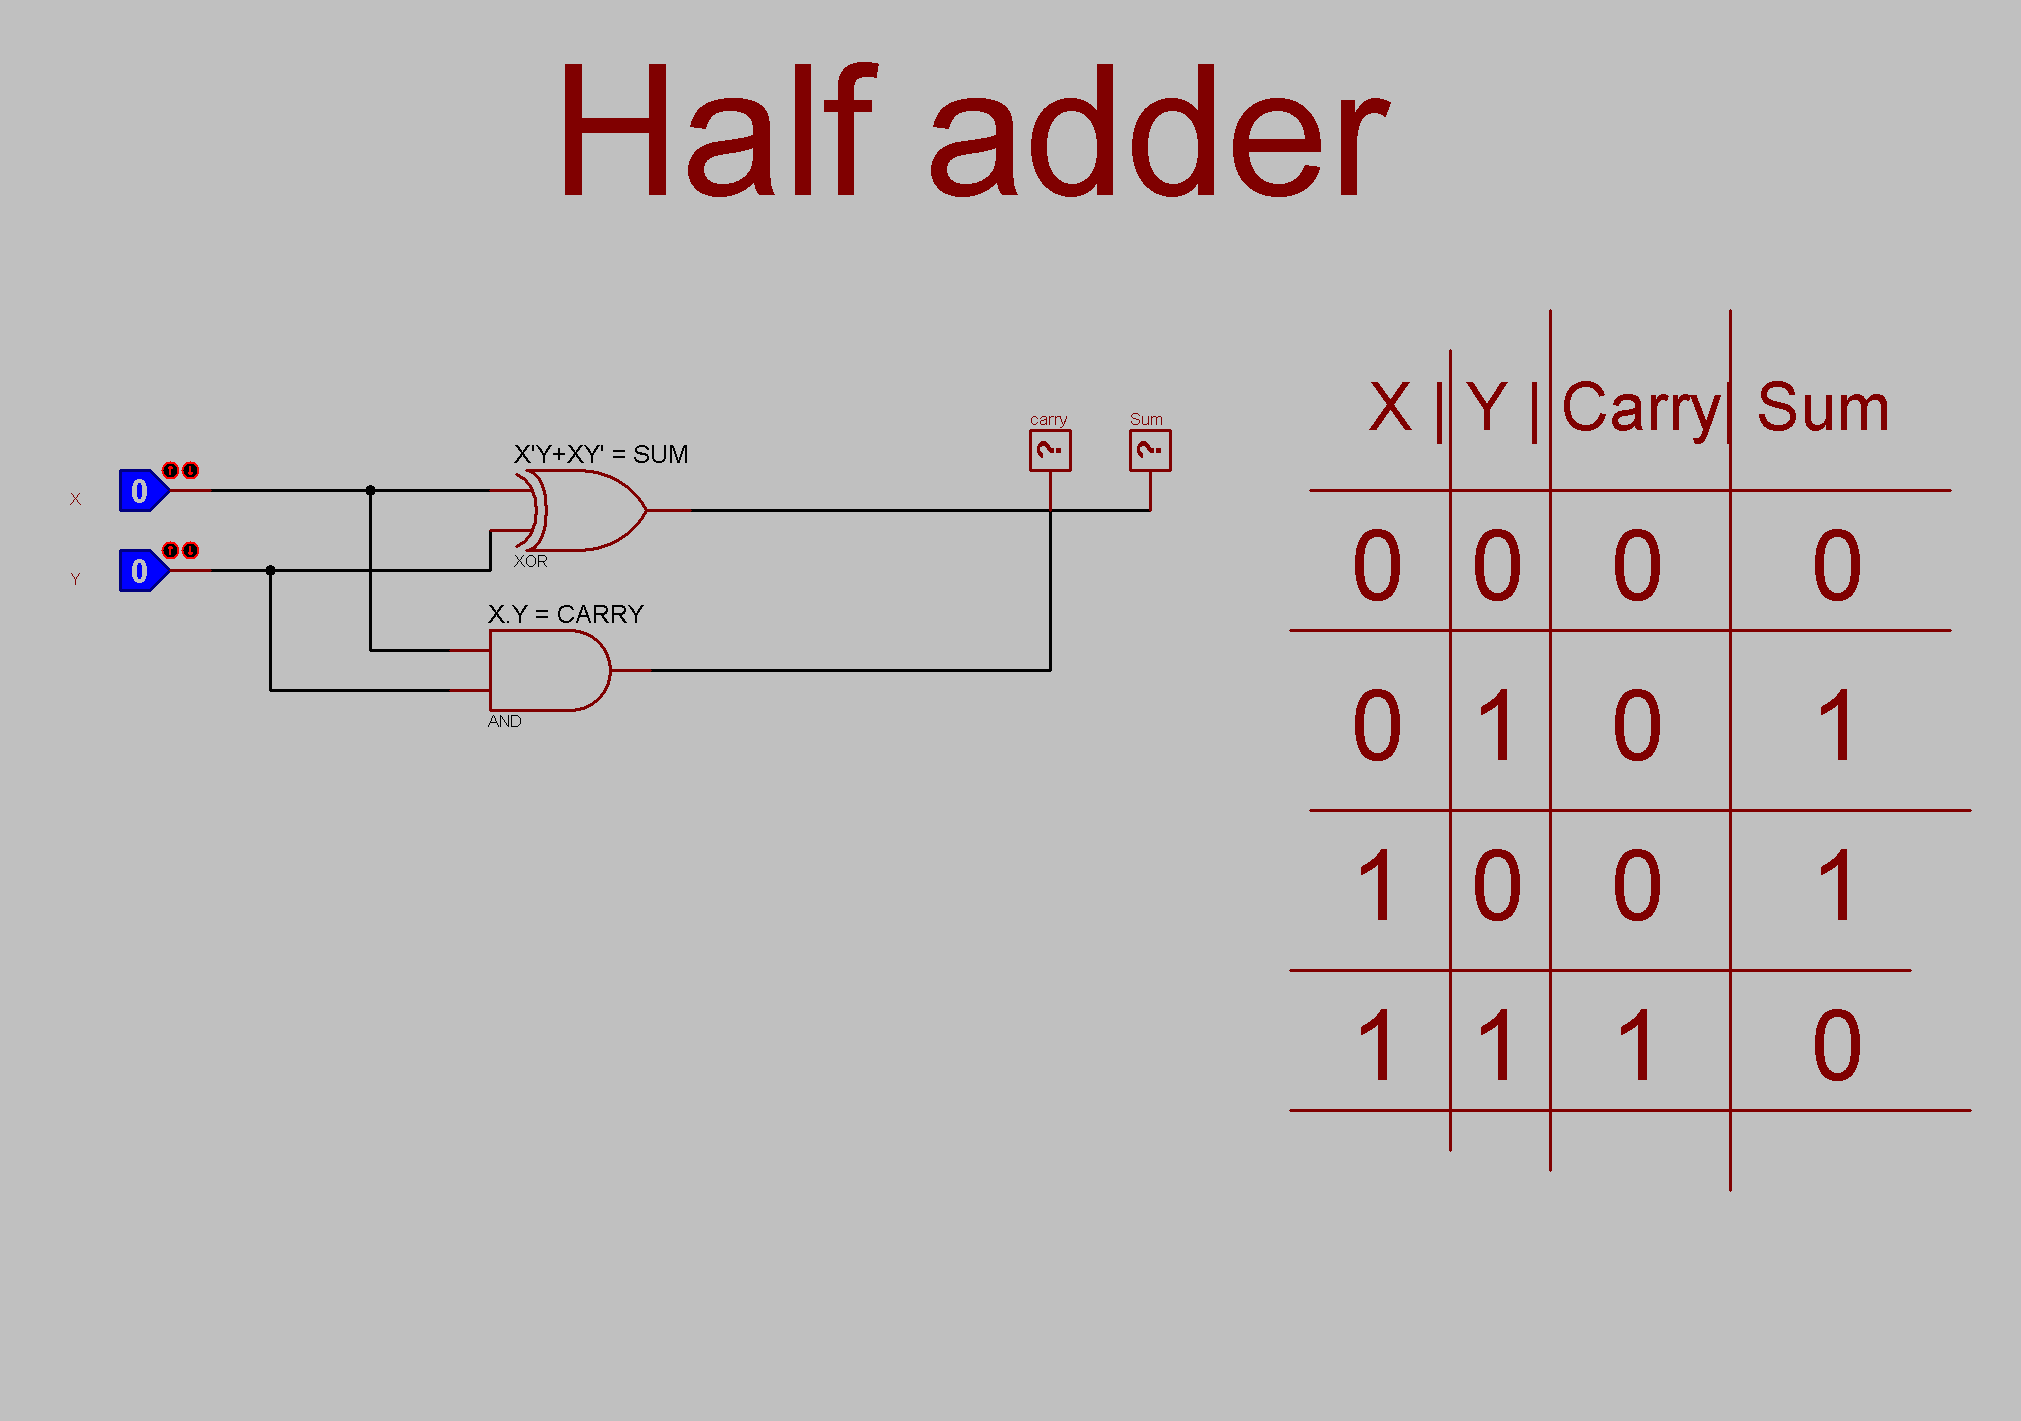 Half adder
X | Y | Carry| Sum
carry Sum
? ?
X'Y+XY' = SUM
X 0
XOR
Y 0
X.Y = CARRY
AND
0 0 0 0
0 1 0 1
1 0 0 1
1 1 1 0